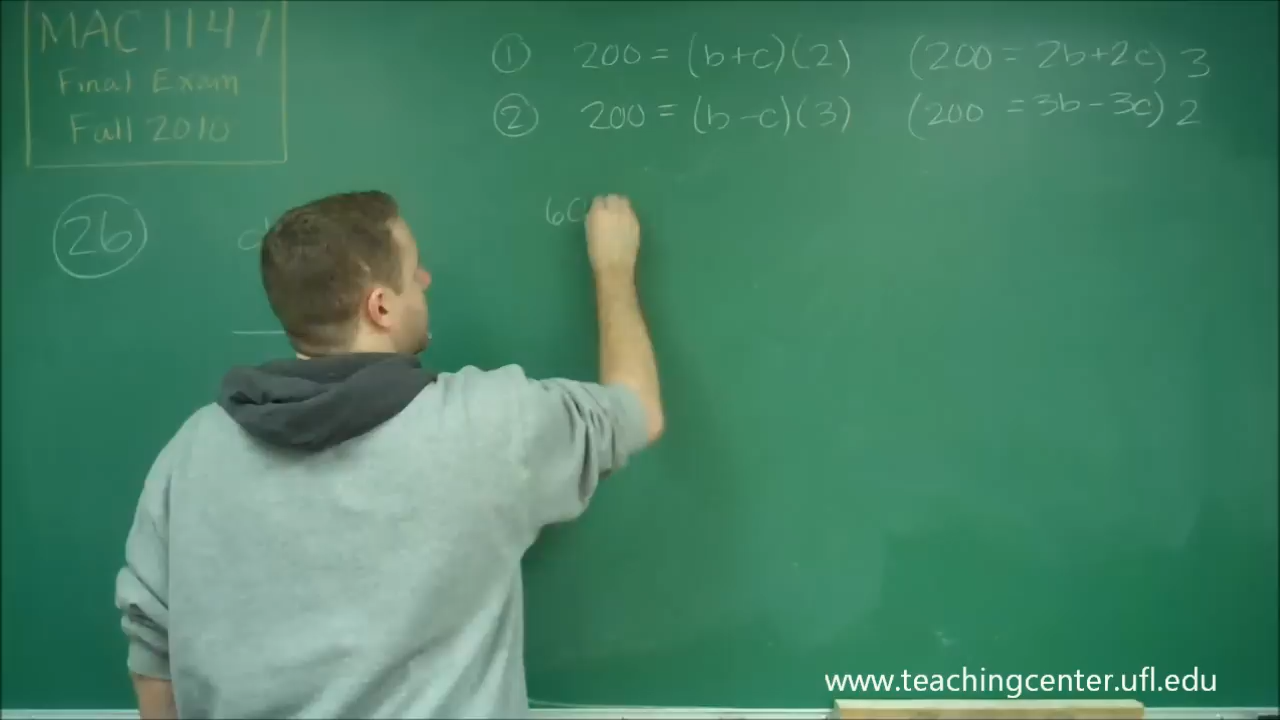 MAC 1147
Final Exam
Fall 2010
① 200 = (b+c)(2) (200 = 2b+2c) 3
② 200 = (b-c)(3) (200 = 3b-3c) 2
26
www.teachingcenter.ufl.edu